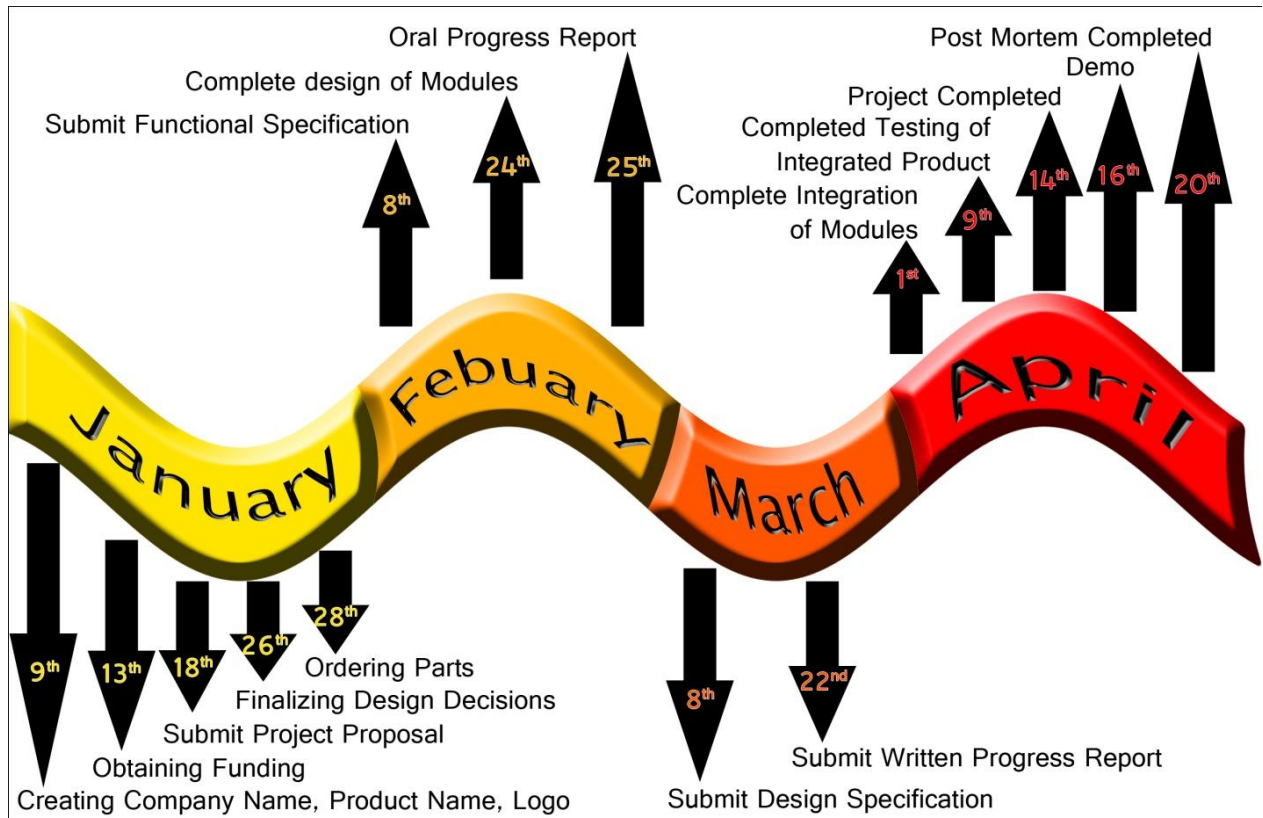 Oral Progress Report
Complete design of Modules
Submit Functional Specification
8th
24th
25th
Post Mortem Completed
Demo
Project Completed
Completed Testing of
Integrated Product
Complete Integration
of Modules
1st
9th
14th
16th
20th
January
Febuary
March
April
9th
13th
18th
26th
28th
Ordering Parts
Finalizing Design Decisions
Submit Project Proposal
Obtaining Funding
Creating Company Name, Product Name, Logo
8th
22nd
Submit Written Progress Report
Submit Design Specification